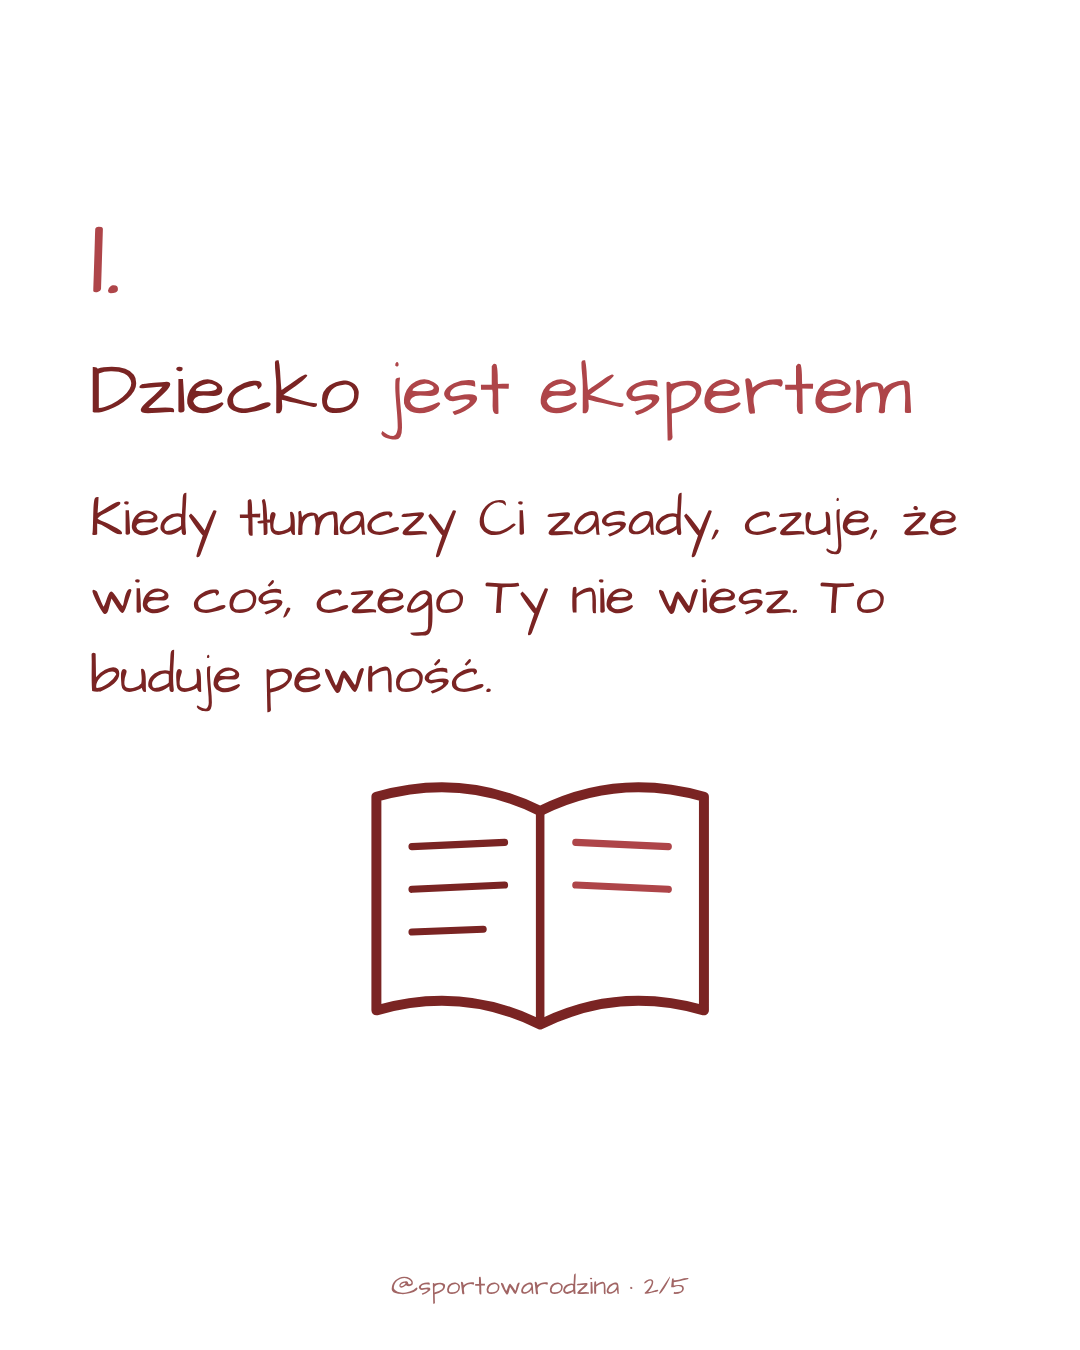 1.
Dziecko jest ekspertem
Kiedy tłumaczy Ci zasady, czuje, że
wie coś, czego Ty nie wiesz. To
buduje pewność.
@sportowarodzina · 2/5